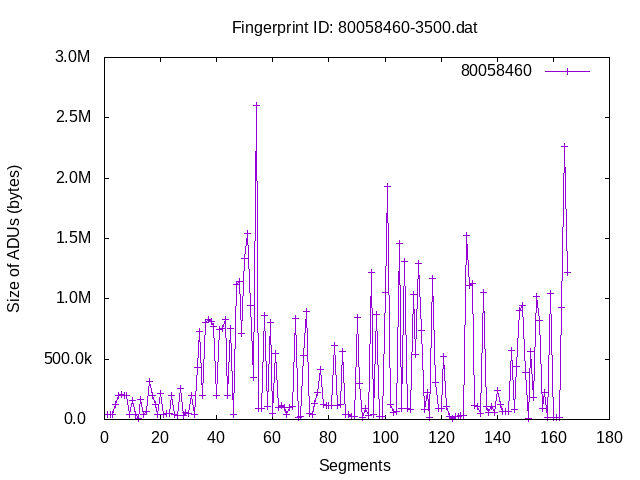 Fingerprint ID: 80058460-3500.dat
80058460
3.0M
2.5M
2.0M
1.5M
1.0M
500.0k
0.0
Size of ADUs (bytes)
0 20 40 60 80 100 120 140 160 180
Segments